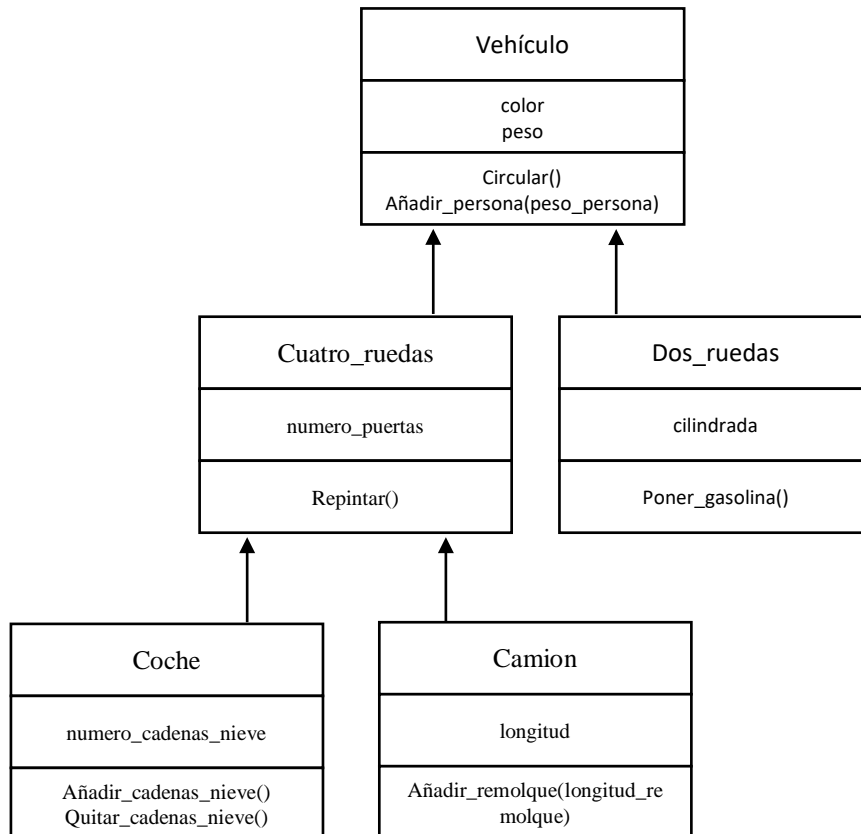 Vehículo
color
peso
Circular()
Añadir_persona(peso_persona)
Cuatro_ruedas
numero_puertas
Repintar()
Dos_ruedas
cilindrada
Poner_gasolina()
Coche
numero_cadenas_nieve
Añadir_cadenas_nieve()
Quitar_cadenas_nieve()
Camion
longitud
Añadir_remolque(longitud_re
molque)